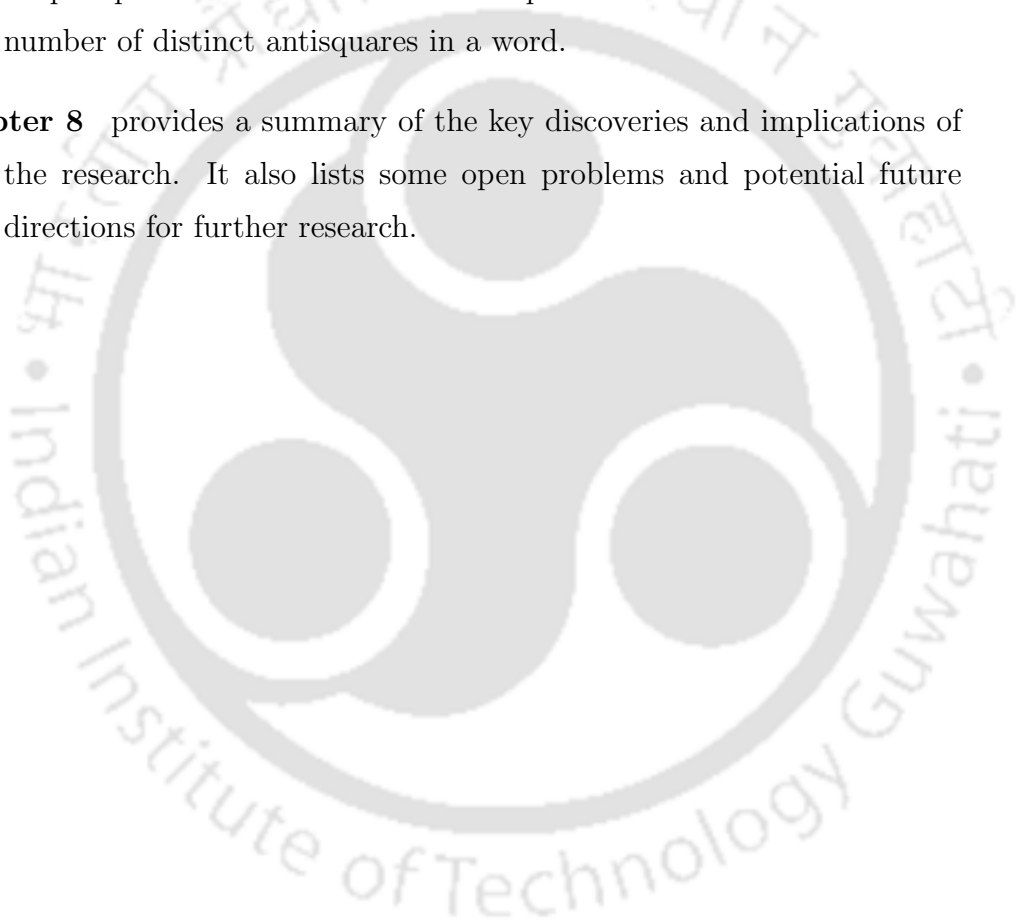 number of distinct antisquares in a word.
pter 8 provides a summary of the key discoveries and implications of
the research. It also lists some open problems and potential future
directions for further research.
Indian Institute of Technology Guwahati